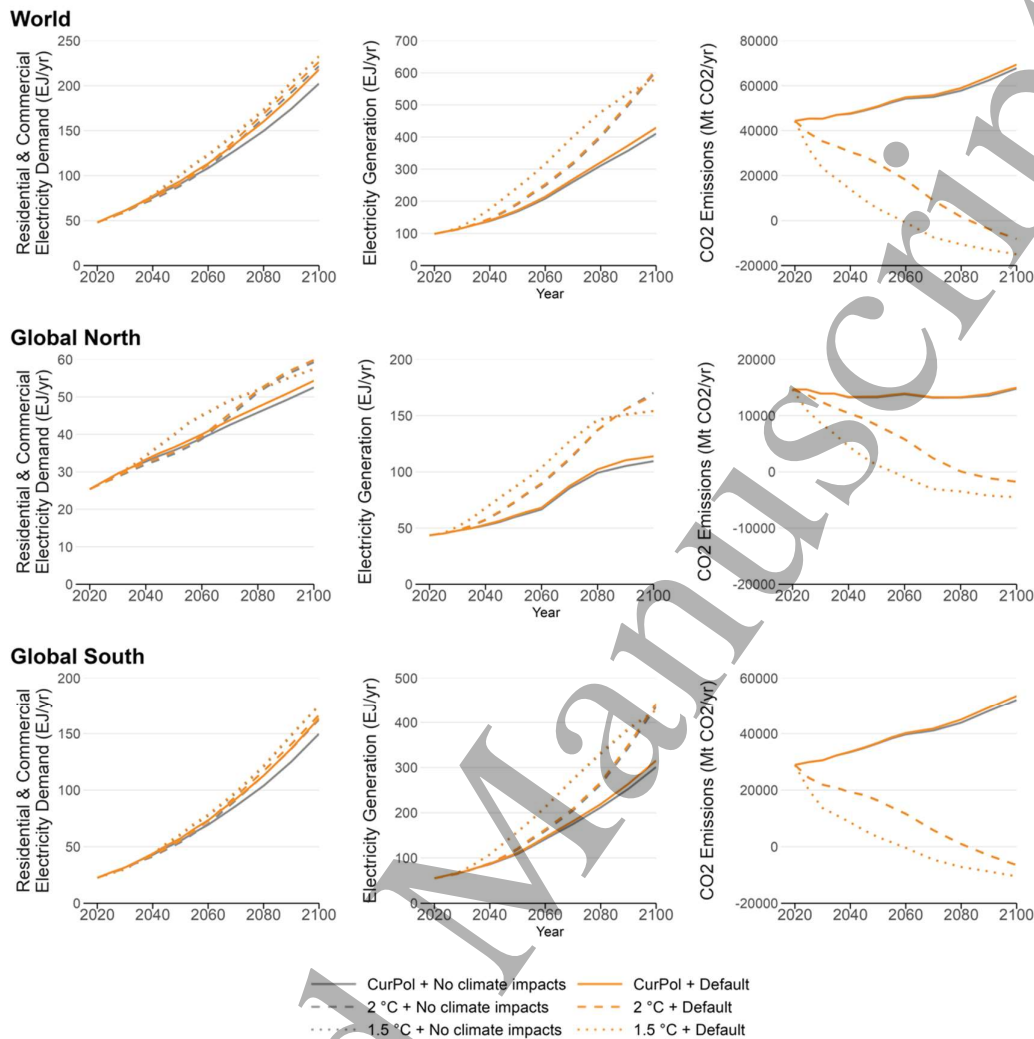 World
Residential & Commercial
Electricity Demand (EJ/yr)
250
200
150
100
50
0
2020 2040 2060 2080 2100
Electricity Generation (EJ/yr)
700
600
500
400
300
200
100
0
2020 2040 2060 2080 2100
Year
CO2 Emissions (Mt CO2/yr)
80000
60000
40000
20000
0
-20000
2020 2040 2060 2080 2100
Global North
Residential & Commercial
Electricity Demand (EJ/yr)
60
50
40
30
20
10
0
2020 2040 2060 2080 2100
Electricity Generation (EJ/yr)
200
150
100
50
0
2020 2040 2060 2080 2100
Year
CO2 Emissions (Mt CO2/yr)
20000
10000
0
-10000
-20000
2020 2040 2060 2080 2100
Global South
Residential & Commercial
Electricity Demand (EJ/yr)
200
150
100
50
0
2020 2040 2060 2080 2100
Electricity Generation (EJ/yr)
500
400
300
200
100
0
2020 2040 2060 2080 2100
Year
CO2 Emissions (Mt CO2/yr)
60000
40000
20000
0
-20000
2020 2040 2060 2080 2100
CurPol + No climate impacts CurPol + Default
2 °C + No climate impacts 2 °C + Default
1.5 °C + No climate impacts 1.5 °C + Default